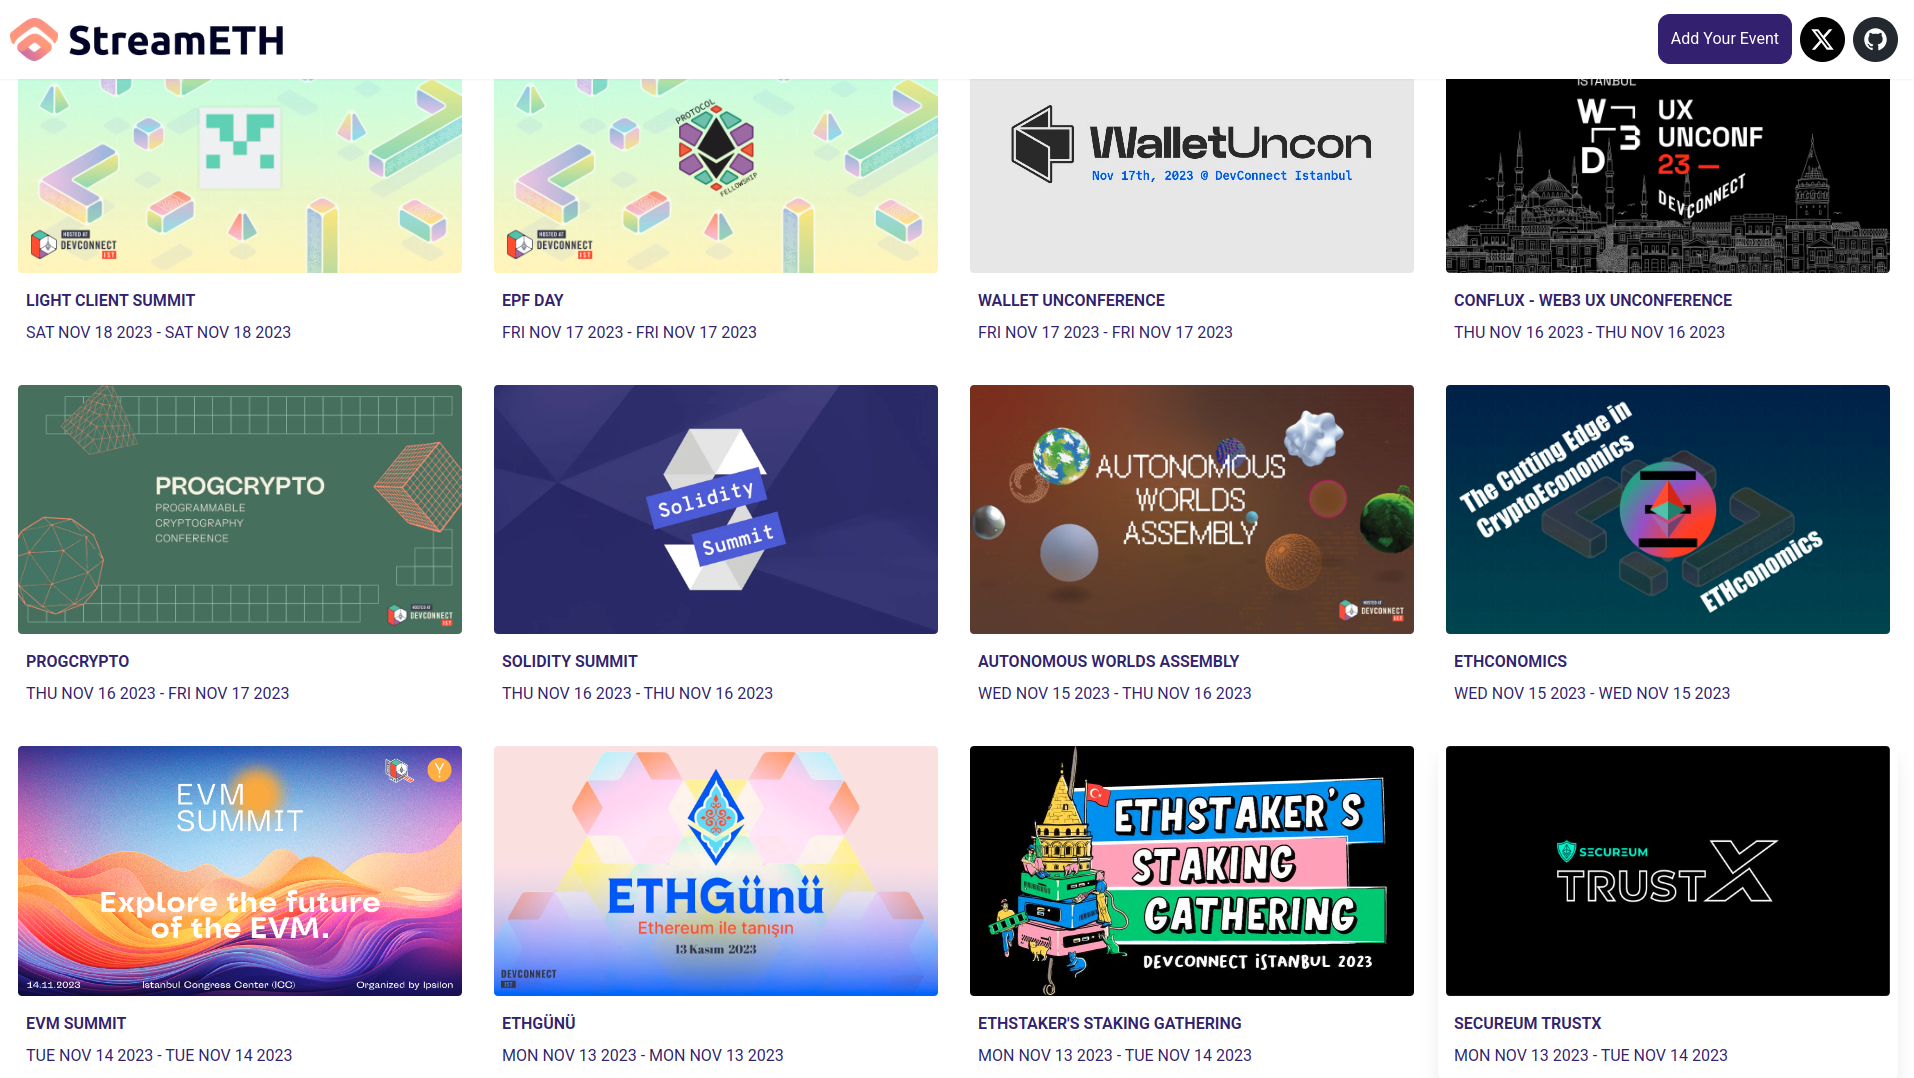 StreamETH
Add Your Event
HOSTED AT
DEVCONNECT
IST
LIGHT CLIENT SUMMIT
SAT NOV 18 2023 - SAT NOV 18 2023
PROTOCOL
FELLOWSHIP
HOSTED AT
DEVCONNECT
IST
EPF DAY
FRI NOV 17 2023 - FRI NOV 17 2023
WalletUncon
Nov 17th, 2023 @ DevConnect Istanbul
WALLET UNCONFERENCE
FRI NOV 17 2023 - FRI NOV 17 2023
ISTANBUL
W3D
UX
UNCONF
23 —
DEVCONNECT
CONFLUX - WEB3 UX UNCONFERENCE
THU NOV 16 2023 - THU NOV 16 2023
PROGCRYPTO
PROGRAMMABLE
CRYPTOGRAPHY
CONFERENCE
HOSTED AT
DEVCONNECT
IST
PROGCRYPTO
THU NOV 16 2023 - FRI NOV 17 2023
Solidity
Summit
SOLIDITY SUMMIT
THU NOV 16 2023 - THU NOV 16 2023
AUTONOMOUS
WORLDS
ASSEMBLY
HOSTED AT
DEVCONNECT
IST
AUTONOMOUS WORLDS ASSEMBLY
WED NOV 15 2023 - THU NOV 16 2023
The Cutting Edge in
CryptoEconomics
ETHconomics
ETHCONOMICS
WED NOV 15 2023 - WED NOV 15 2023
EVM
SUMMIT
Explore the future
of the EVM.
14.11.2023
Istanbul Congress Center (ICC)
Organized by Ipsilon
EVM SUMMIT
TUE NOV 14 2023 - TUE NOV 14 2023
ETHGünü
Ethereum ile tanışın
13 Kasım 2023
DEVCONNECT
IST
ETHGÜNÜ
MON NOV 13 2023 - MON NOV 13 2023
ETHSTAKER'S
STAKING
GATHERING
DEVCONNECT İSTANBUL 2023
ETHSTAKER'S STAKING GATHERING
MON NOV 13 2023 - TUE NOV 14 2023
SECUREUM
TRUSTX
SECUREUM TRUSTX
MON NOV 13 2023 - TUE NOV 14 2023